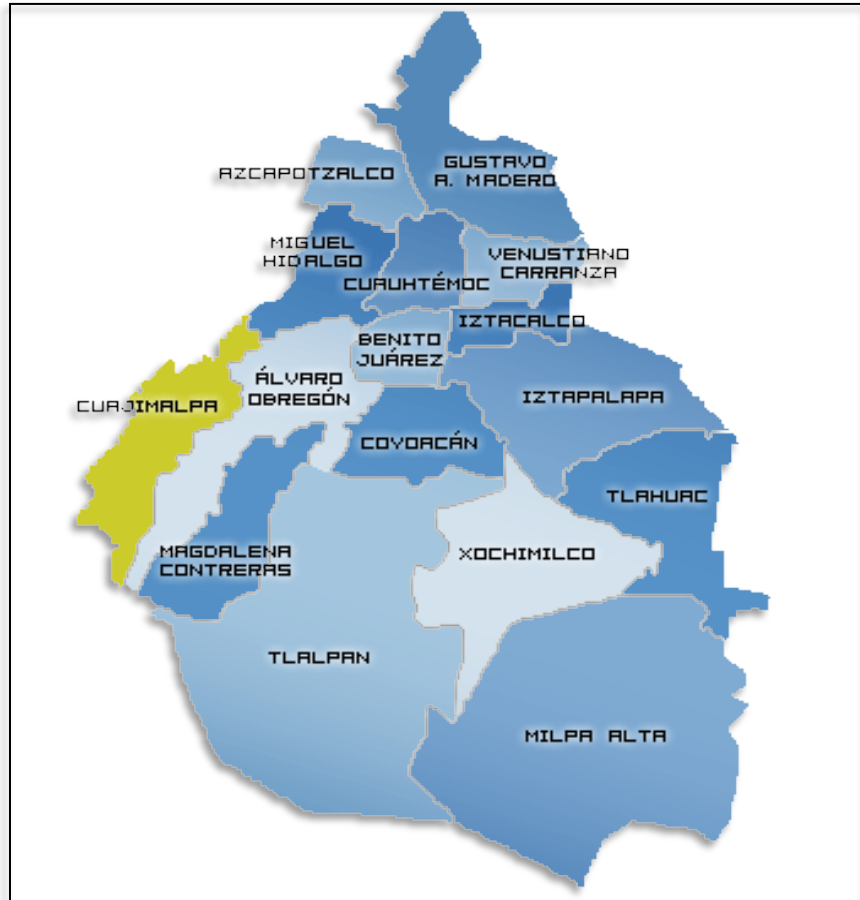 GUSTAVO
A. MADERO
AZCAPOTZALCO
MIGUEL
HIDALGO
VENUSTIANO
CARRANZA
CUAUHTÉMOC
IZTACALCO
BENITO
JUÁREZ
ÁLVARO
OBREGÓN
IZTAPALAPA
CUAJIMALPA
COYOACÁN
TLAHUAC
MAGDALENA
CONTRERAS
XOCHIMILCO
TLALPAN
MILPA ALTA